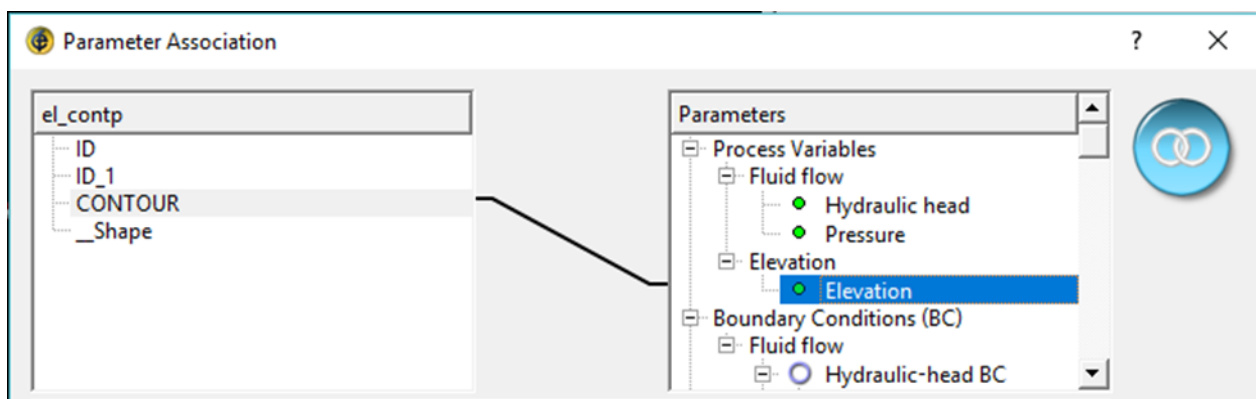 Parameter Association
?
el_contp
ID
ID_1
CONTOUR
__Shape
Parameters
Process Variables
Fluid flow
Hydraulic head
Pressure
Elevation
Elevation
Boundary Conditions (BC)
Fluid flow
Hydraulic-head BC